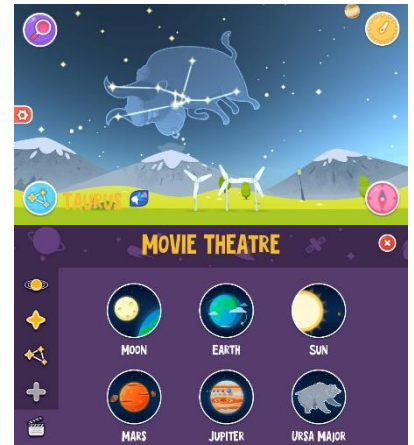 TAURUS
MOVIE THEATRE
MOON EARTH SUN
MARS JUPITER URSA MAJOR